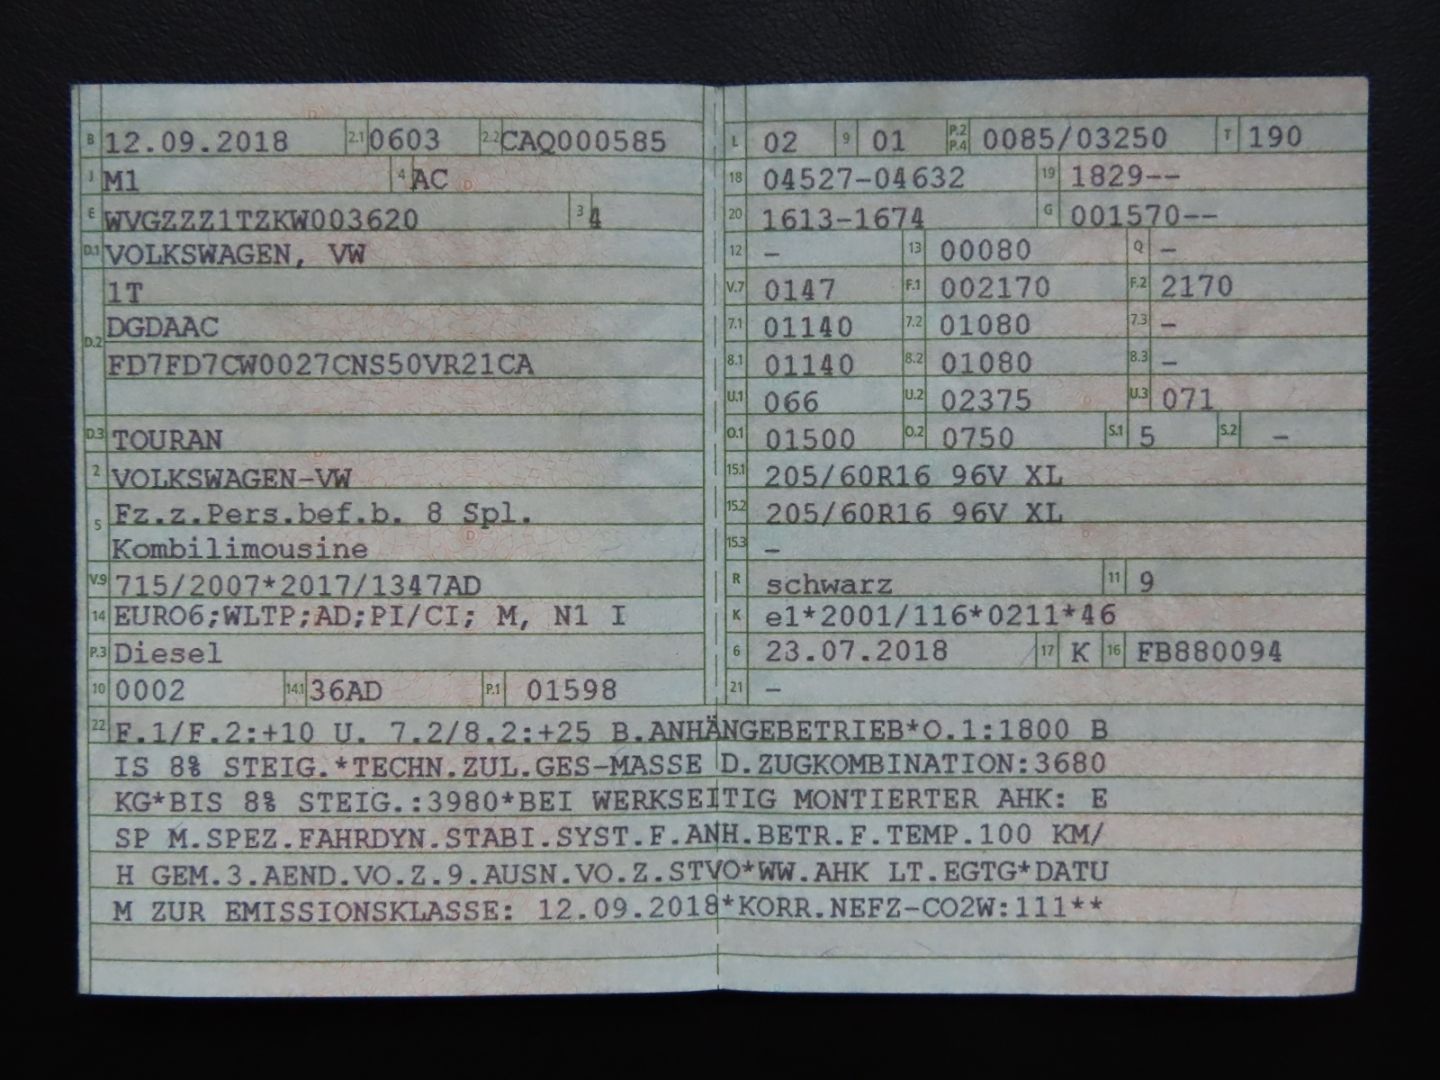 B 12.09.2018 2.1 0603 2.2 CAQ000585
J M1 4 AC
E WVGZZZ1TZKW003620 3 4
D.1 VOLKSWAGEN, VW
1T
D.2 DGDAAC
FD7FD7CW0027CNS50VR21CA
D.3 TOURAN
2 VOLKSWAGEN-VW
5 Fz.z.Pers.bef.b. 8 Spl.
Kombilimousine
V.9 715/2007*2017/1347AD
14 EURO6;WLTP;AD;PI/CI; M, N1 I
P.3 Diesel
10 0002 14.1 36AD P.1 01598
L 02 9 01 P.2 P.4 0085/03250 T 190
18 04527-04632 19 1829--
20 1613-1674 G 001570--
12 - 13 00080 Q -
V.7 0147 F.1 002170 F.2 2170
7.1 01140 7.2 01080 7.3 -
8.1 01140 8.2 01080 8.3 -
U.1 066 U.2 02375 U.3 071
O.1 01500 O.2 0750 S.1 5 S.2 -
15.1 205/60R16 96V XL
15.2 205/60R16 96V XL
15.3 -
R schwarz 11 9
K e1*2001/116*0211*46
6 23.07.2018 17 K 16 FB880094
21 -
22 F.1/F.2:+10 U. 7.2/8.2:+25 B.ANHÄNGEBETRIEB*O.1:1800 B
IS 8% STEIG.*TECHN.ZUL.GES-MASSE D.ZUGKOMBINATION:3680
KG*BIS 8% STEIG.:3980*BEI WERKSEITIG MONTIERTER AHK: E
SP M.SPEZ.FAHRDYN.STABI.SYST.F.ANH.BETR.F.TEMP.100 KM/
H GEM.3.AEND.VO.Z.9.AUSN.VO.Z.STVO*WW.AHK LT.EGTG*DATU
M ZUR EMISSIONSKLASSE: 12.09.2018*KORR.NEFZ-CO2W:111**